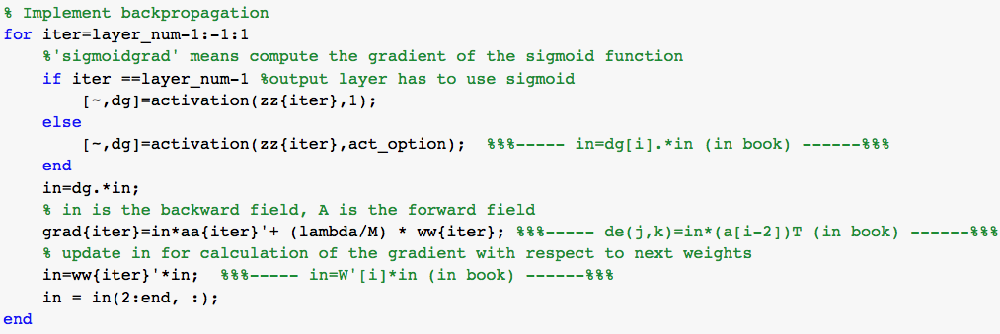 % Implement backpropagation
for iter=layer_num-1:-1:1
    %'sigmoidgrad' means compute the gradient of the sigmoid function
    if iter ==layer_num-1 %output layer has to use sigmoid
        [~,dg]=activation(zz{iter},1);
    else
        [~,dg]=activation(zz{iter},act_option);  %%%----- in=dg[i].*in (in book) ------%%%
    end
    in=dg.*in;
    % in is the backward field, A is the forward field
    grad{iter}=in*aa{iter}'+ (lambda/M) * ww{iter}; %%%----- de(j,k)=in*(a[i-2])T (in book) ------%%%
    % update in for calculation of the gradient with respect to next weights
    in=ww{iter}'*in;  %%%----- in=W'[i]*in (in book) ------%%%
    in = in(2:end, :);
end